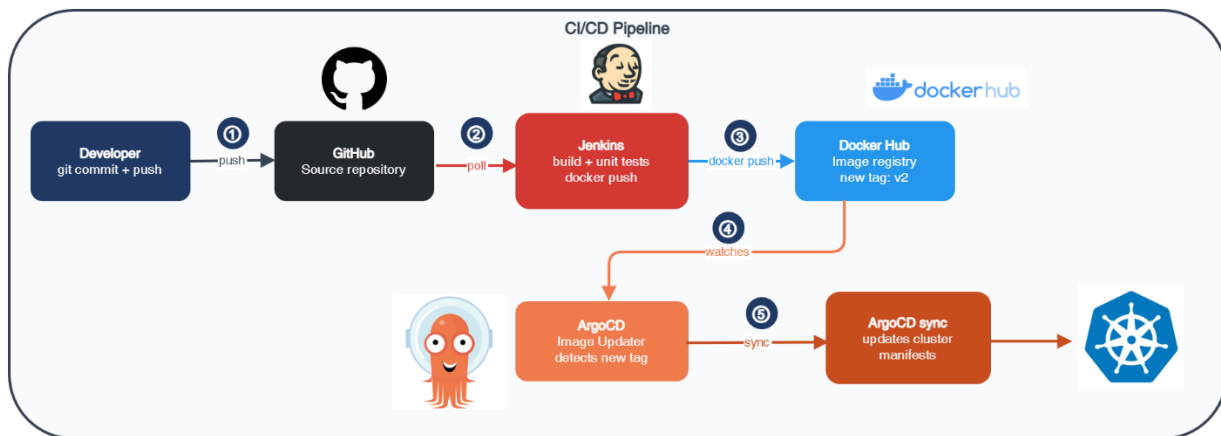 CI/CD Pipeline
docker hub
Developer
git commit + push
①
push
GitHub
Source repository
②
poll
Jenkins
build + unit tests
docker push
③
docker push
Docker Hub
Image registry
new tag: v2
④
watches
ArgoCD
Image Updater
detects new tag
⑤
sync
ArgoCD sync
updates cluster
manifests